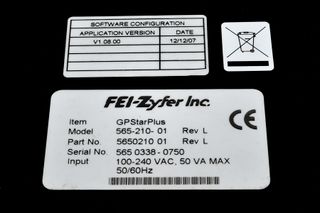 SOFTWARE CONFIGURATION
APPLICATION VERSION DATE
V1.08.00 12/12/07
FEI-Zyfer Inc.
Item GPStarPlus
Model 565-210- 01 Rev L
Part No. 5650210 01 Rev L
Serial No. 565 0338 - 0750
Input 100-240 VAC, 50 VA MAX
50/60Hz
CE